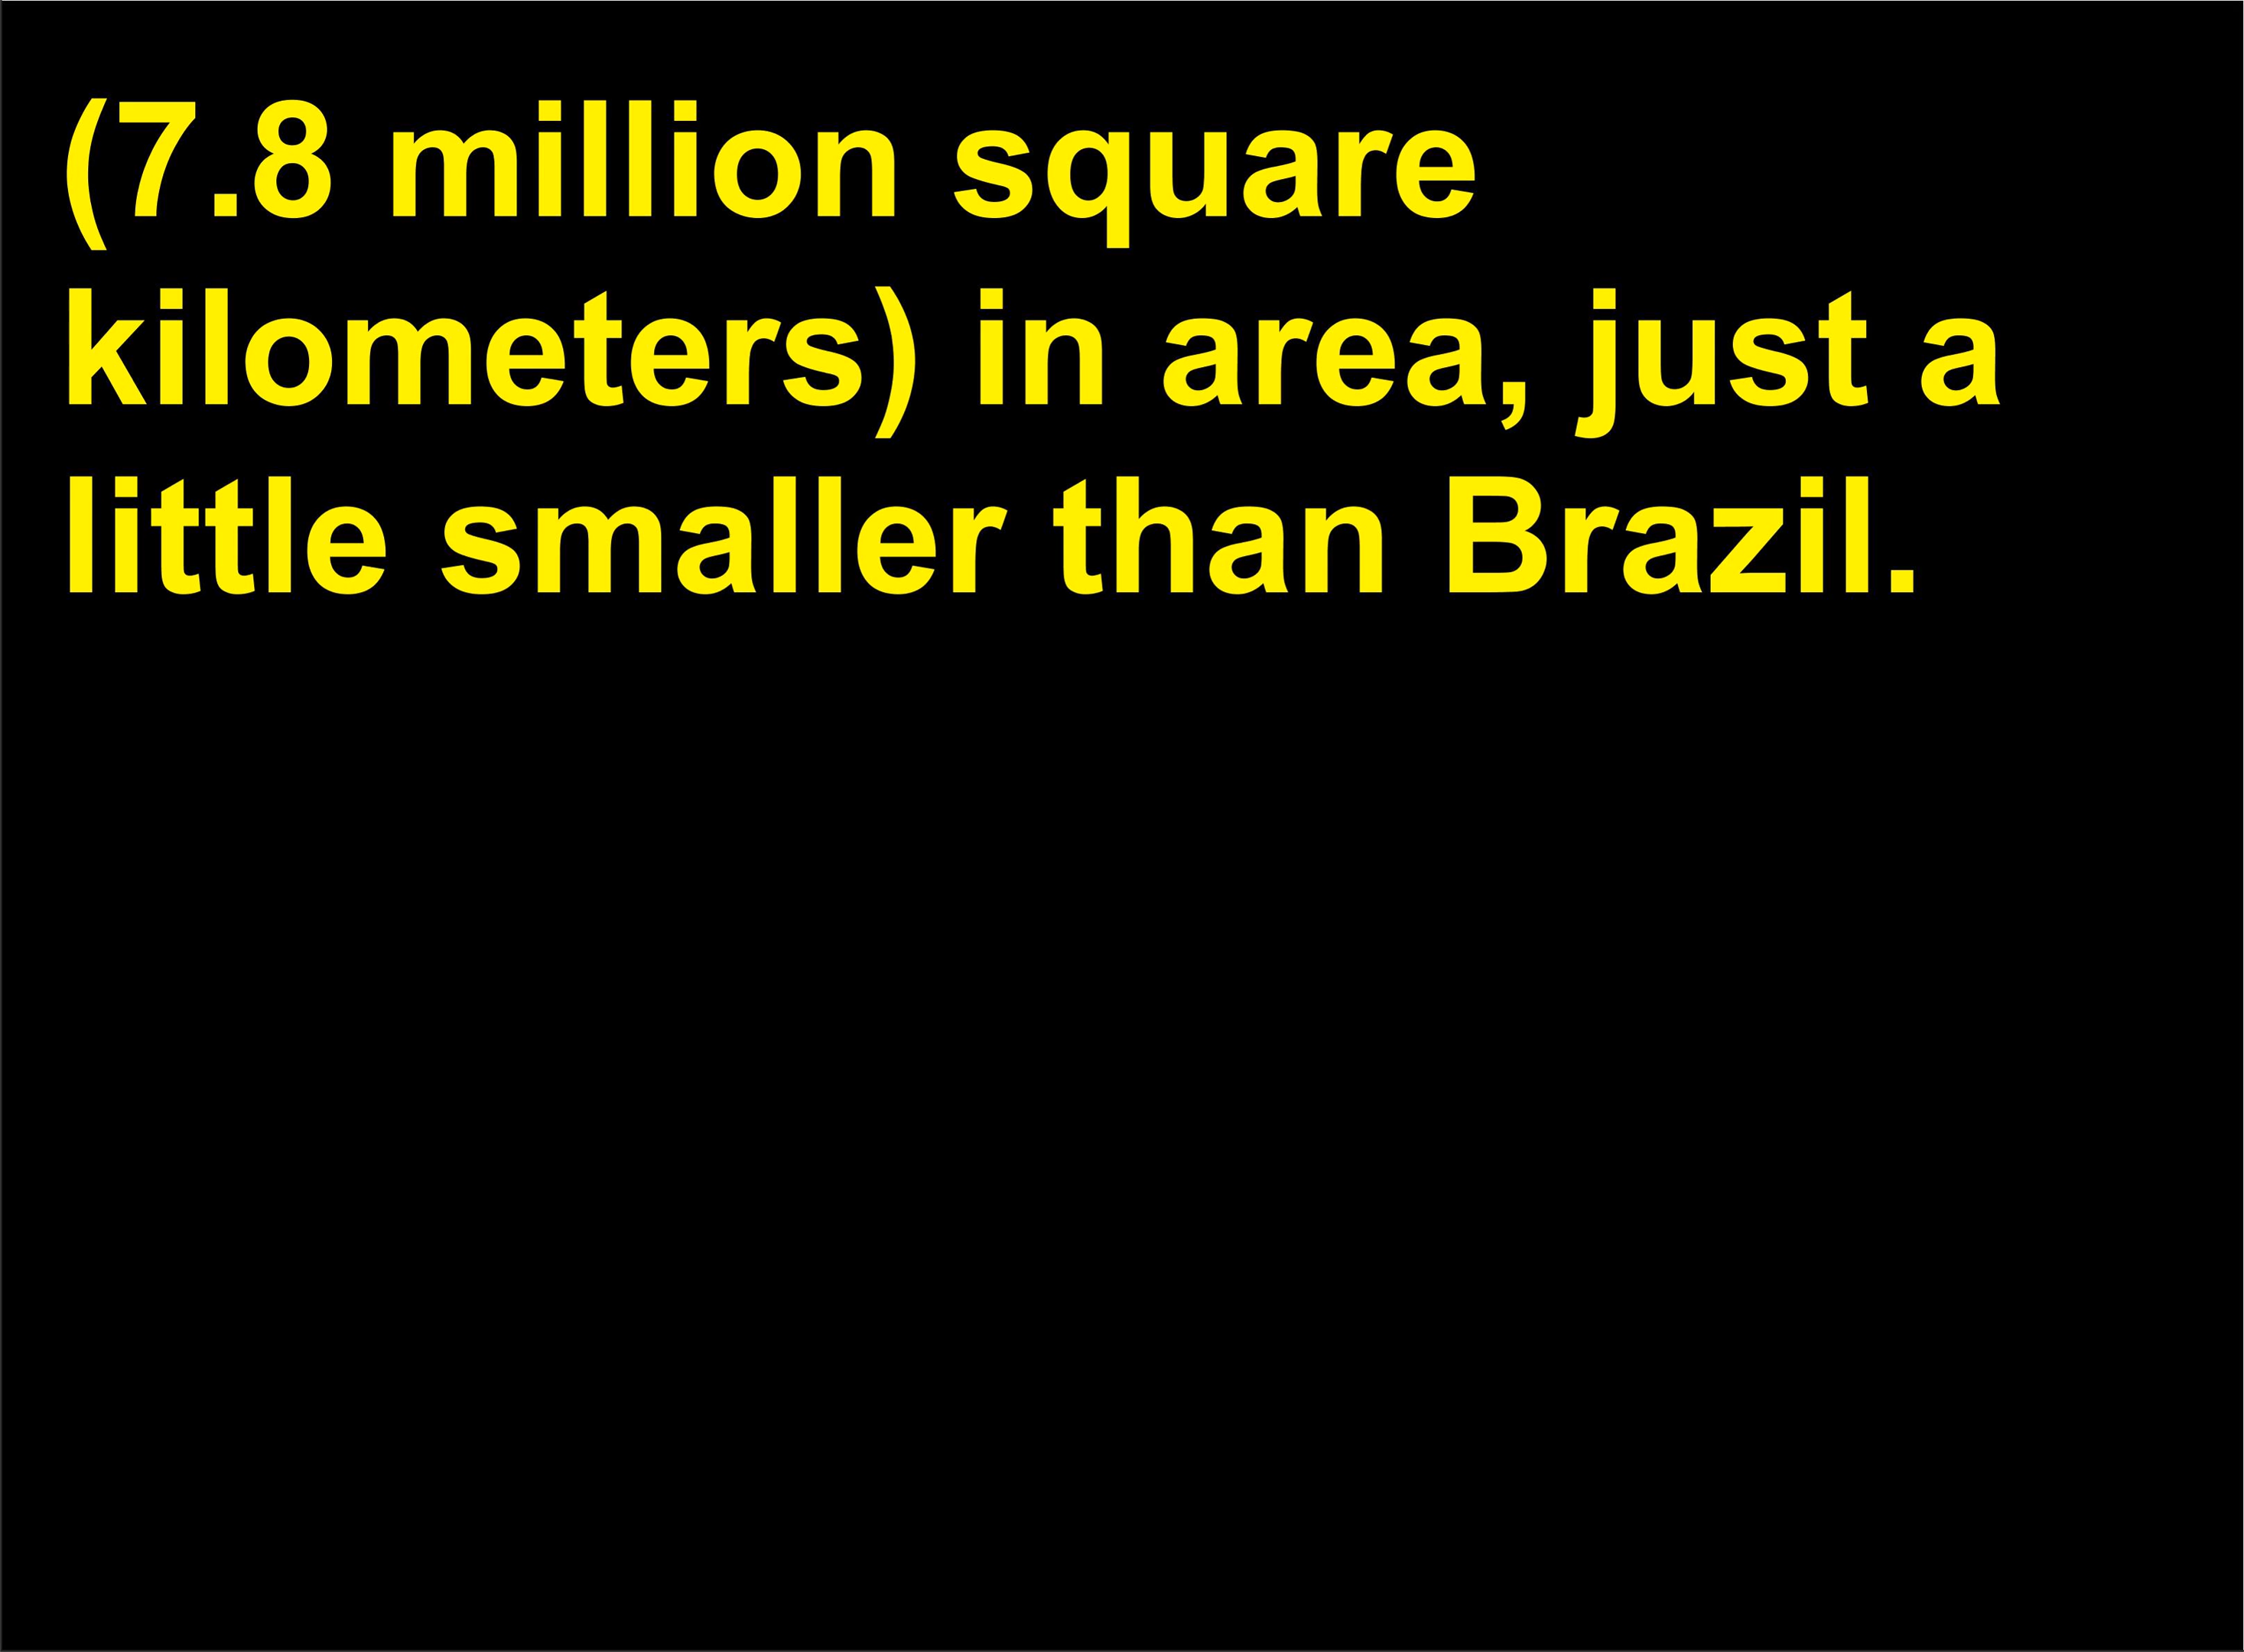 (7.8 million square
kilometers) in area, just a
little smaller than Brazil.